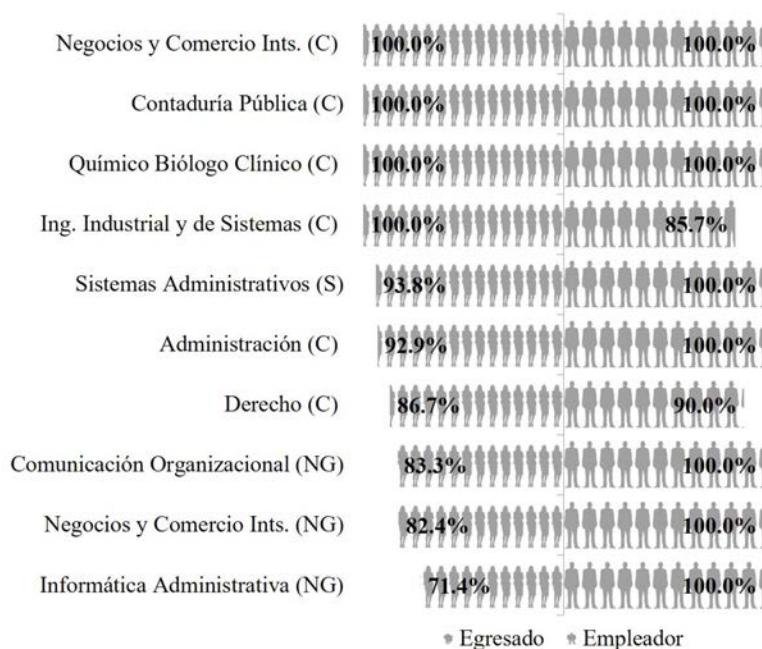 Negocios y Comercio Ints. (C) 100.0% 100.0%
Contaduría Pública (C) 100.0% 100.0%
Químico Biólogo Clínico (C) 100.0% 100.0%
Ing. Industrial y de Sistemas (C) 100.0% 85.7%
Sistemas Administrativos (S) 93.8% 100.0%
Administración (C) 92.9% 100.0%
Derecho (C) 86.7% 90.0%
Comunicación Organizacional (NG) 83.3% 100.0%
Negocios y Comercio Ints. (NG) 82.4% 100.0%
Informática Administrativa (NG) 71.4% 100.0%
Egresado Empleador